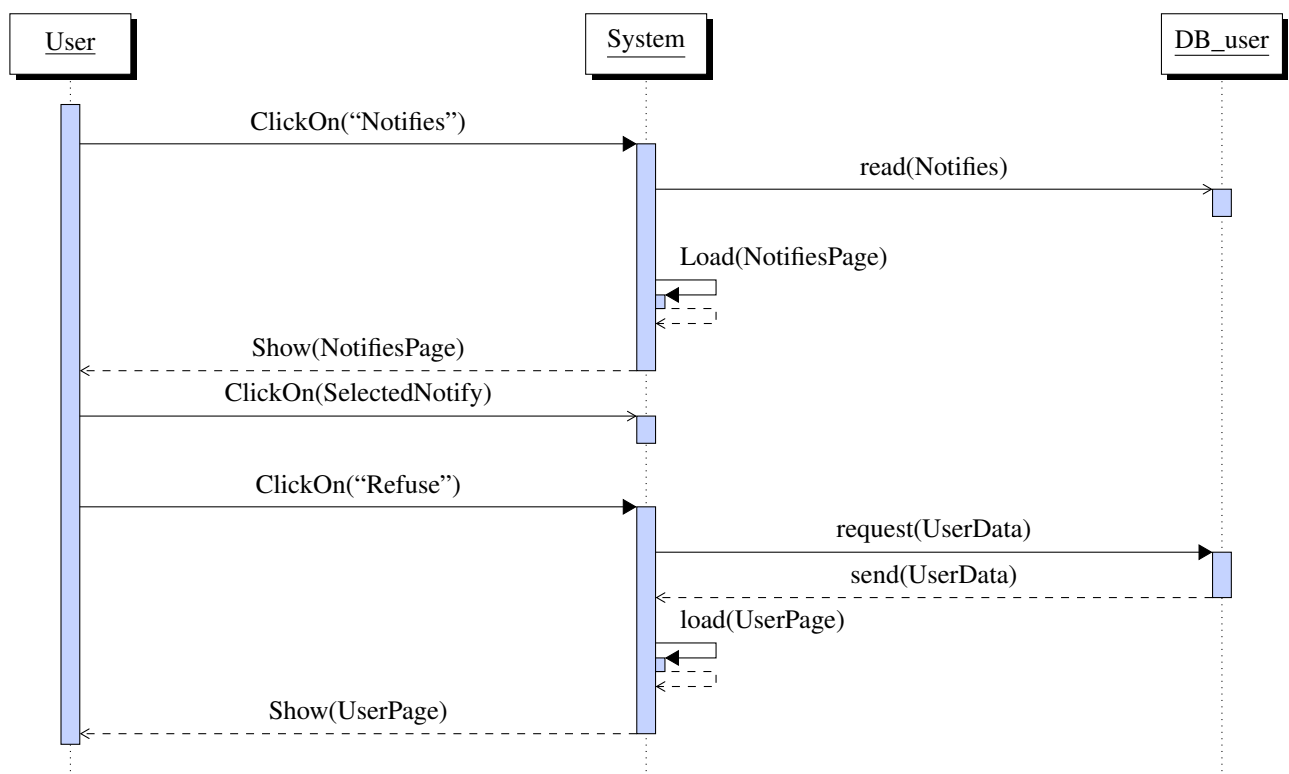 User
System
DB_user
ClickOn(“Notifies”)
read(Notifies)
Load(NotifiesPage)
Show(NotifiesPage)
ClickOn(SelectedNotify)
ClickOn(“Refuse”)
request(UserData)
send(UserData)
load(UserPage)
Show(UserPage)